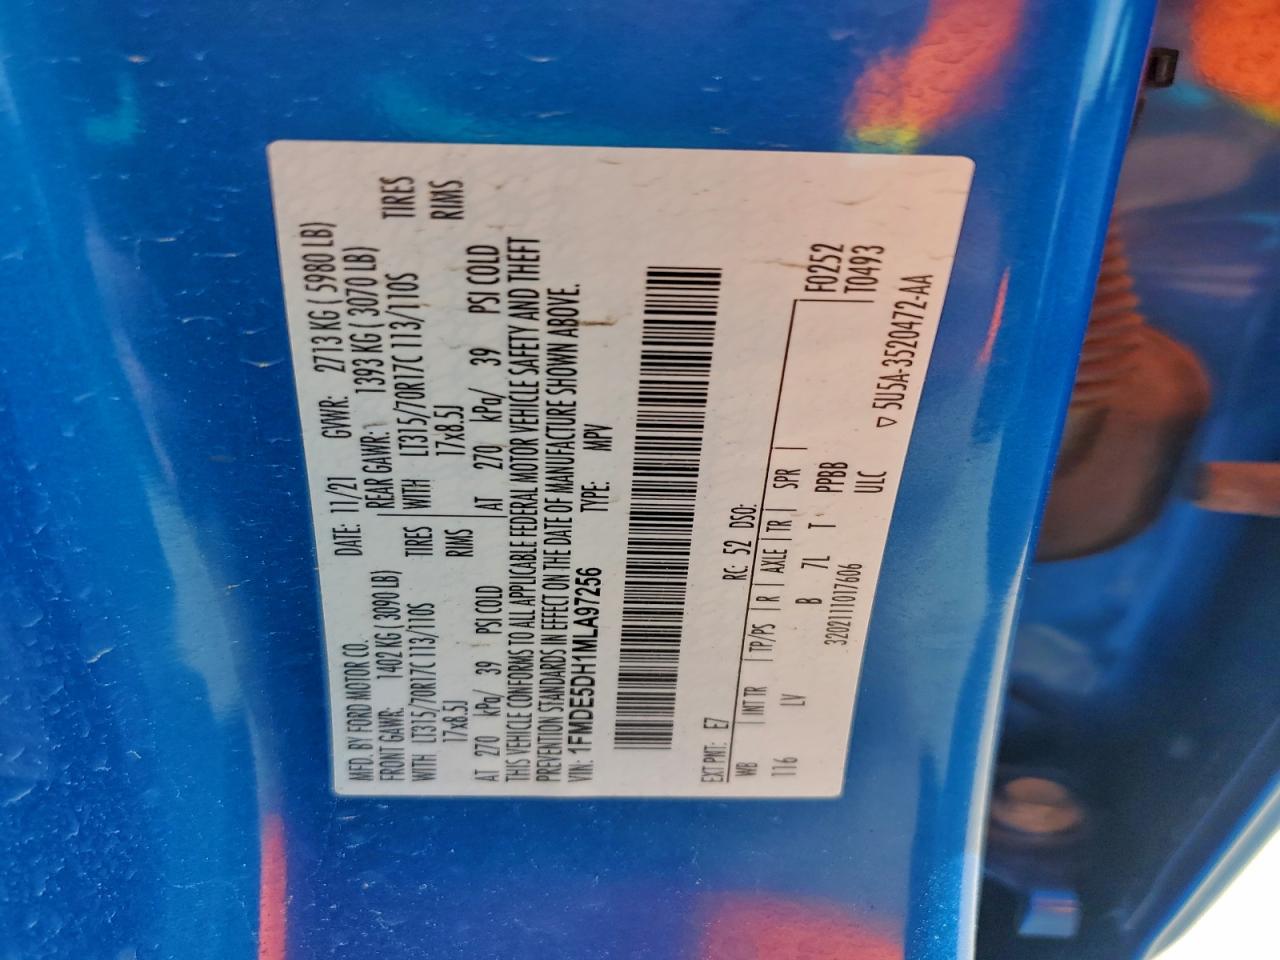 MFD. BY FORD MOTOR CO.
DATE: 11/21 GVWR: 2713 KG ( 5980 LB)
FRONT GAWR: 1402 KG ( 3090 LB) REAR GAWR: 1393 KG ( 3070 LB)
WITH LT315/70R17C 113/110S TIRES WITH LT315/70R17C 113/110S TIRES
17x8.5J RIMS 17x8.5J RIMS
AT 270 kPa/ 39 PSI COLD AT 270 kPa/ 39 PSI COLD
THIS VEHICLE CONFORMS TO ALL APPLICABLE FEDERAL MOTOR VEHICLE SAFETY AND THEFT
PREVENTION STANDARDS IN EFFECT ON THE DATE OF MANUFACTURE SHOWN ABOVE.
VIN: 1FMDE5DH1MLA97256 TYPE: MPV
EXT PNT: E7 RC: 52 DSO:
WB INT TR TP/PS R AXLE TR SPR F0252
116 LV B 7L T PPBB T0493
3202111017606 ULC
▽ 5U5A-3520472-AA